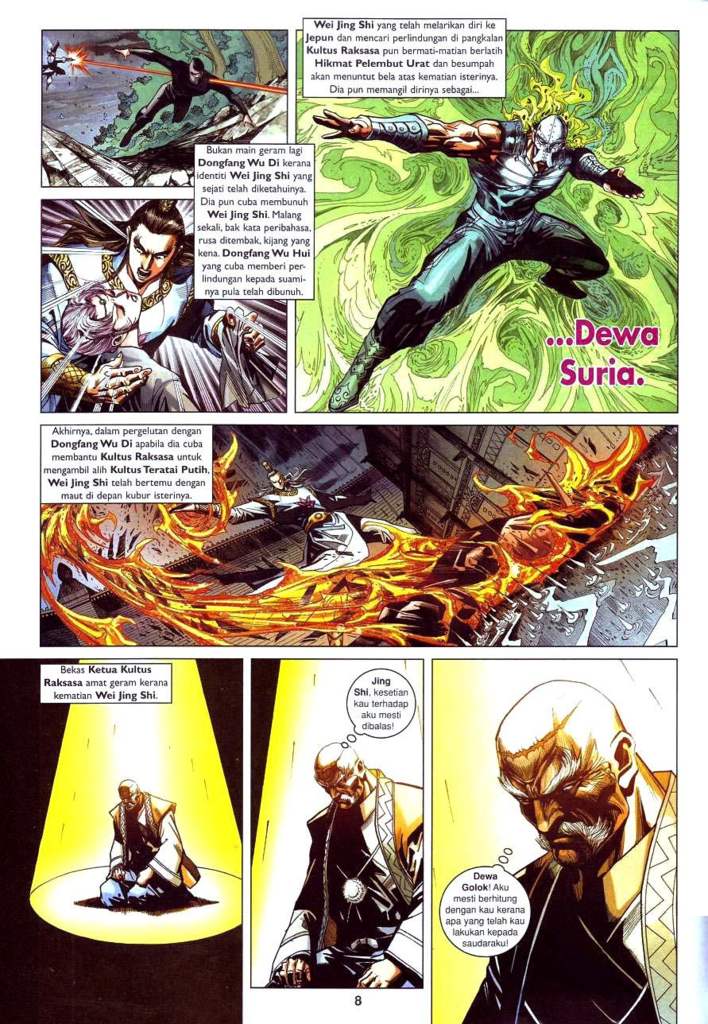 Bukan main geram lagi
Dongfang Wu Di kerana
identiti Wei Jing Shi yang
sejati telah diketahuinya.
Dia pun cuba membunuh
Wei Jing Shi. Malang
sekali, bak kata peribahasa,
rusa ditembak, kijang yang
kena. Dongfang Wu Hui
yang cuba memberi per-
lindungan kepada suami-
nya pula telah dibunuh.
Wei Jing Shi yang telah melarikan diri ke
Jepun dan mencari perlindungan di pangkalan
Kultus Raksasa pun bermati-matian berlatih
Hikmat Pelembut Urat dan besumpah
akan menuntut bela atas kematian isterinya.
Dia pun memangil dirinya sebagai...
...Dewa
Suria.
Akhirnya, dalam pergelutan dengan
Dongfang Wu Di apabila dia cuba
membantu Kultus Raksasa untuk
mengambil alih Kultus Teratai Putih,
Wei Jing Shi telah bertemu dengan
maut di depan kubur isterinya.
Bekas Ketua Kultus
Raksasa amat geram kerana
kematian Wei Jing Shi.
Jing
Shi, kesetian
kau terhadap
aku mesti
dibalas!
Dewa
Golok! Aku
mesti berhitung
dengan kau kerana
apa yang telah kau
lakukan kepada
saudaraku!
8